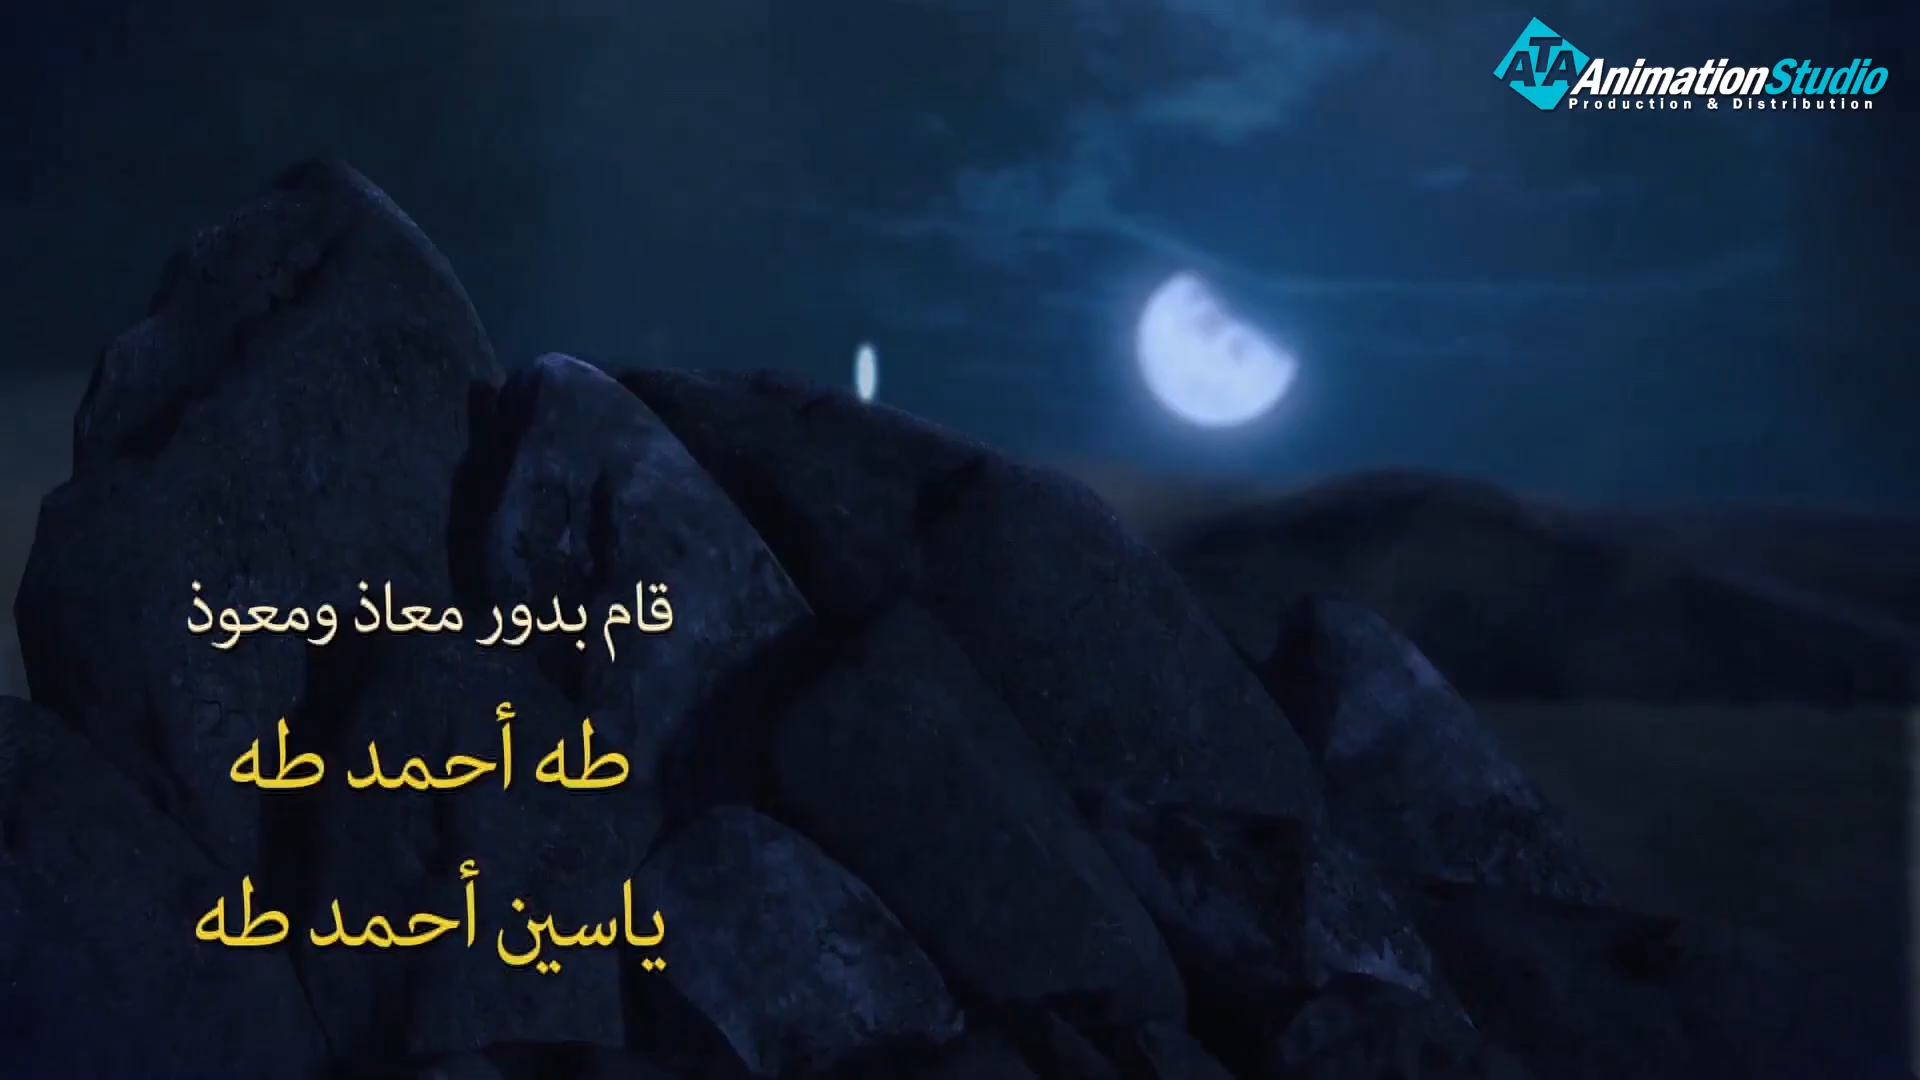 ATA AnimationStudio
Production & Distribution
قام بدور معاذ ومعوذ
طه أحمد طه
ياسين أحمد طه